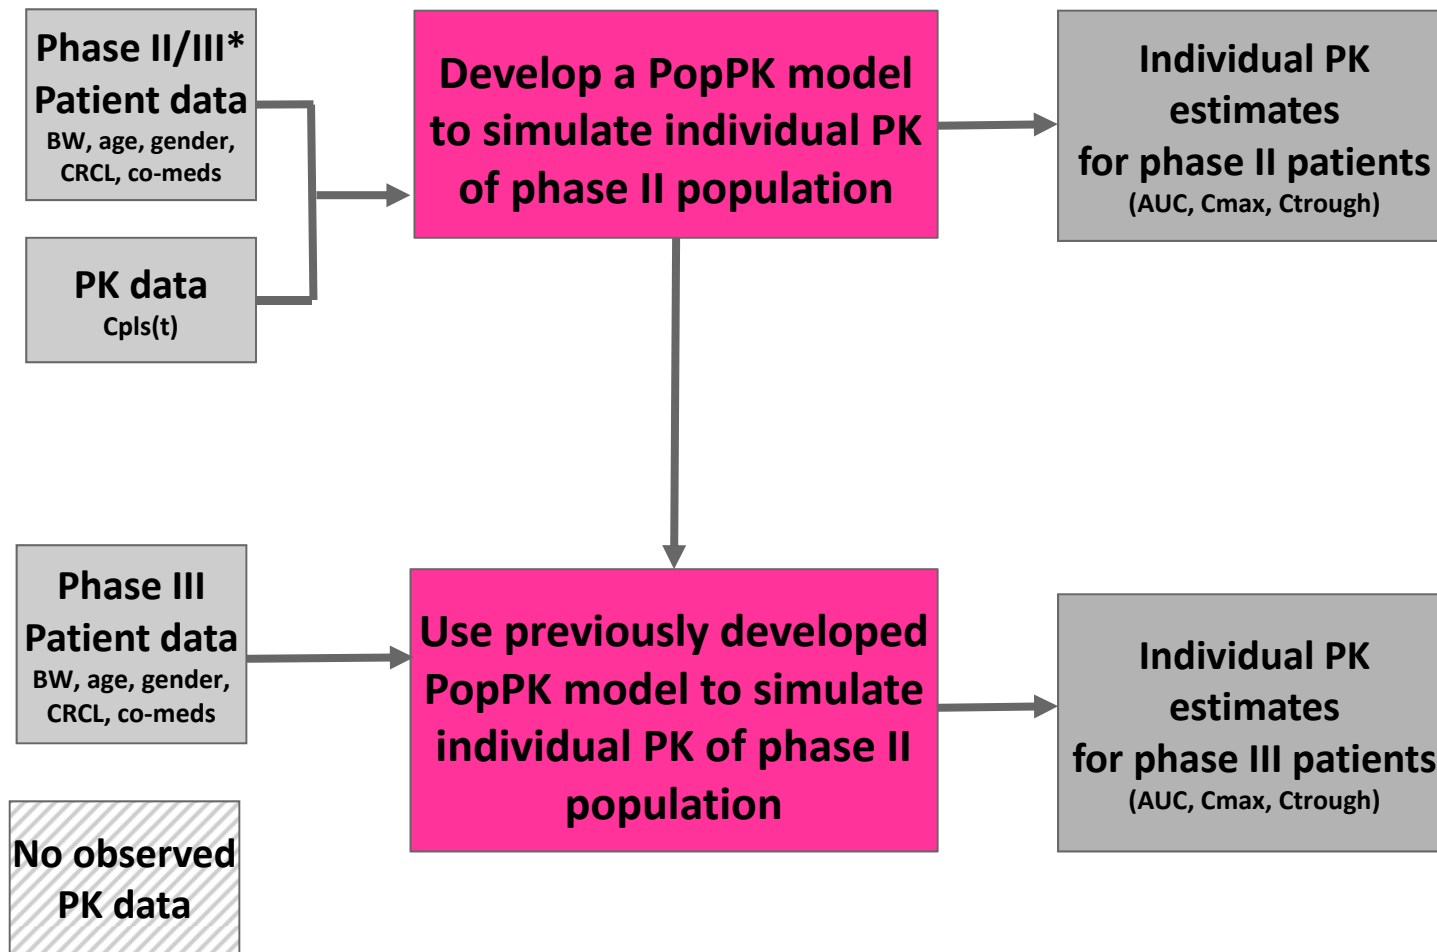 Phase II/III*
Patient data
BW, age, gender,
CRCL, co-meds
PK data
Cpls(t)
Develop a PopPK model
to simulate individual PK
of phase II population
Individual PK
estimates
for phase II patients
(AUC, Cmax, Ctrough)
Phase III
Patient data
BW, age, gender,
CRCL, co-meds
No observed
PK data
Use previously developed
PopPK model to simulate
individual PK of phase II
population
Individual PK
estimates
for phase III patients
(AUC, Cmax, Ctrough)